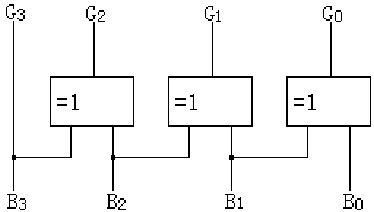 G3 G2 G1 G0
=1 =1 =1
B3 B2 B1 B0